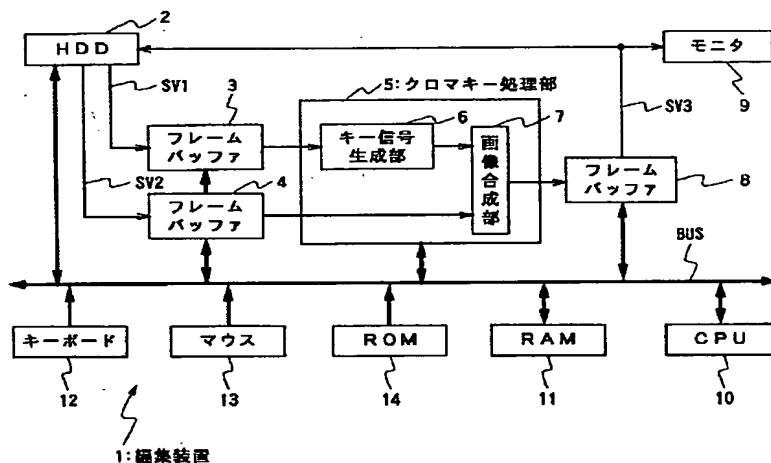 2
HDD
モニタ
9
SV1
3
5:クロマキー処理部
6
7
SV3
フレーム
バッファ
キー信号
生成部
画像合成部
SV2
4
フレーム
バッファ
フレーム
バッファ
8
BUS
キーボード
マウス
ROM
RAM
CPU
12
13
14
11
10
1:編集装置